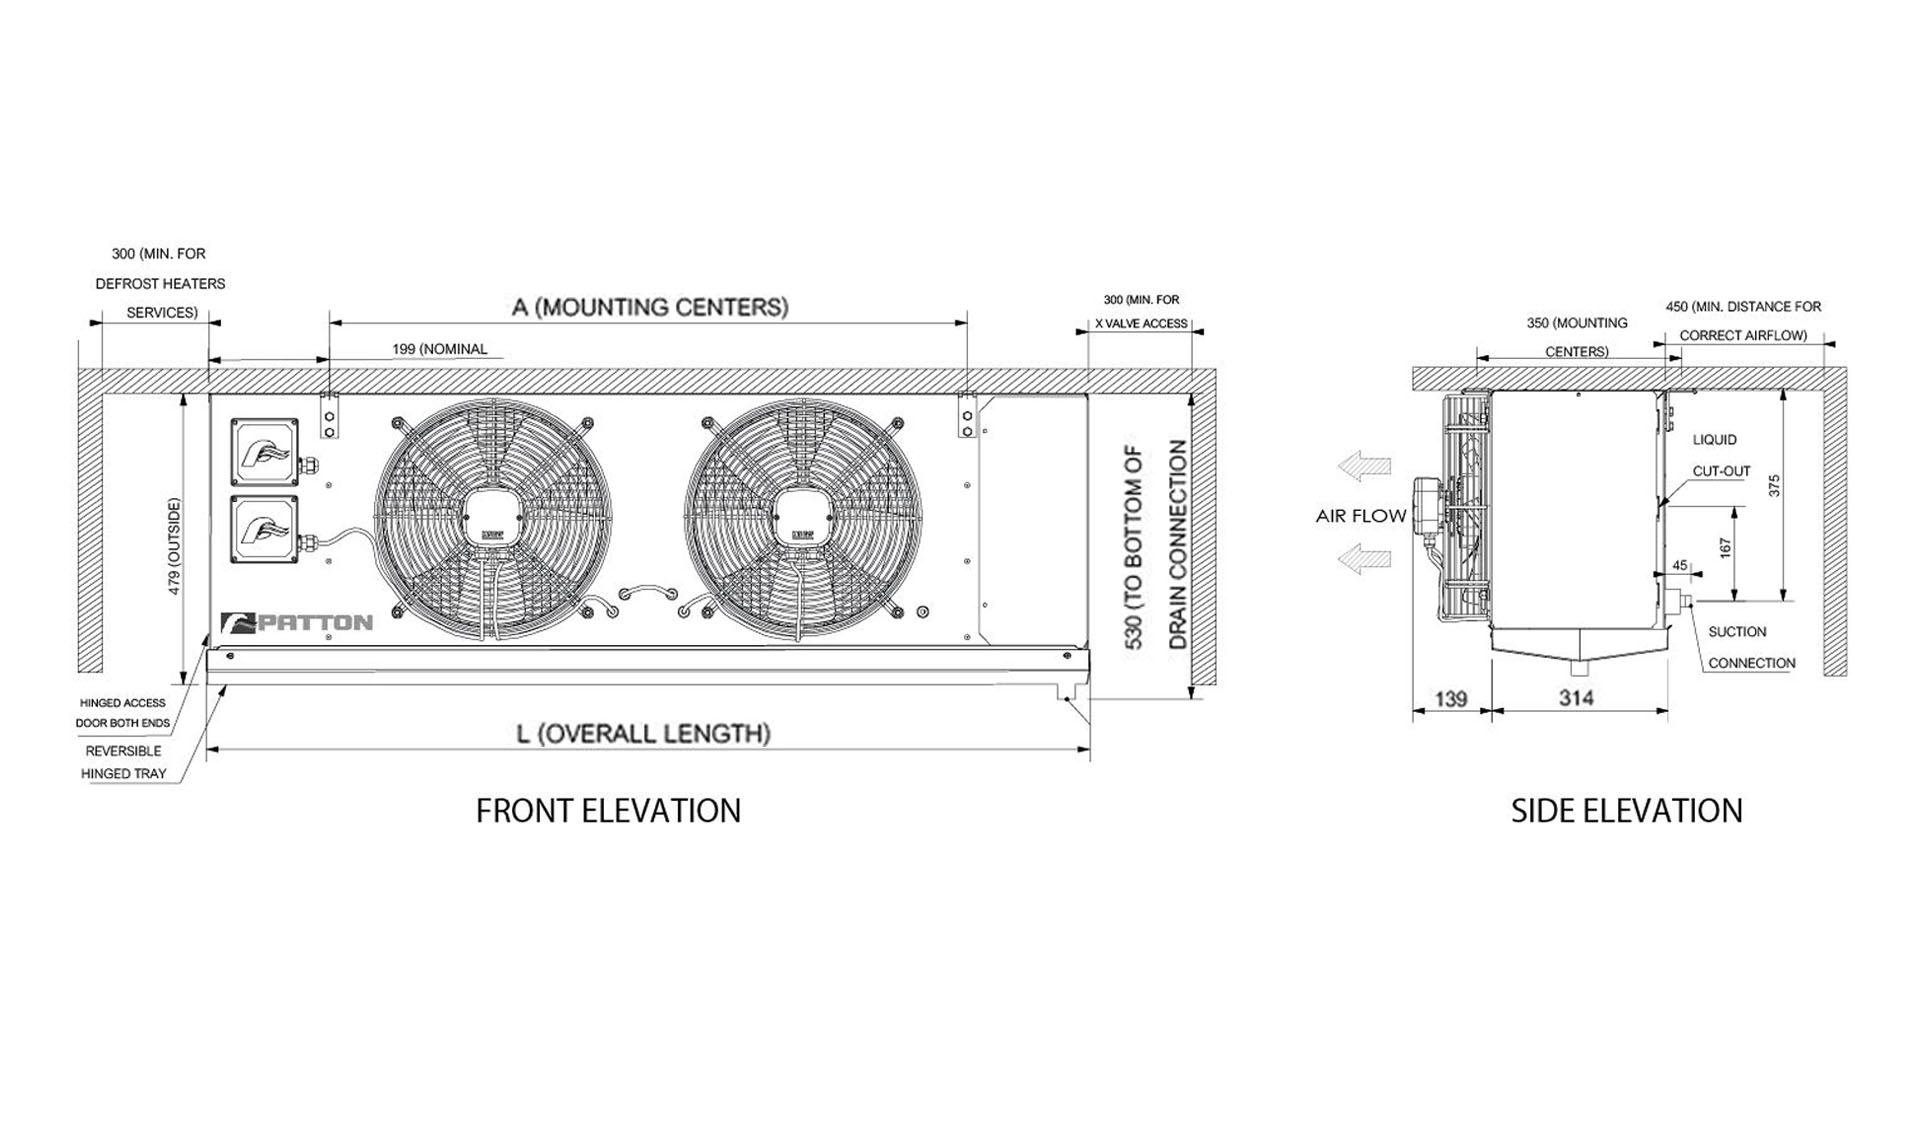 300 (MIN. FOR
DEFROST HEATERS
SERVICES)
A (MOUNTING CENTERS)
199 (NOMINAL
300 (MIN. FOR
X VALVE ACCESS
479 (OUTSIDE)
PATTON
530 (TO BOTTOM OF
DRAIN CONNECTION
HINGED ACCESS
DOOR BOTH ENDS
REVERSIBLE
HINGED TRAY
L (OVERALL LENGTH)
FRONT ELEVATION
350 (MOUNTING
CENTERS)
450 (MIN. DISTANCE FOR
CORRECT AIRFLOW)
AIR FLOW
LIQUID
CUT-OUT
375
167
45
SUCTION
CONNECTION
139
314
SIDE ELEVATION